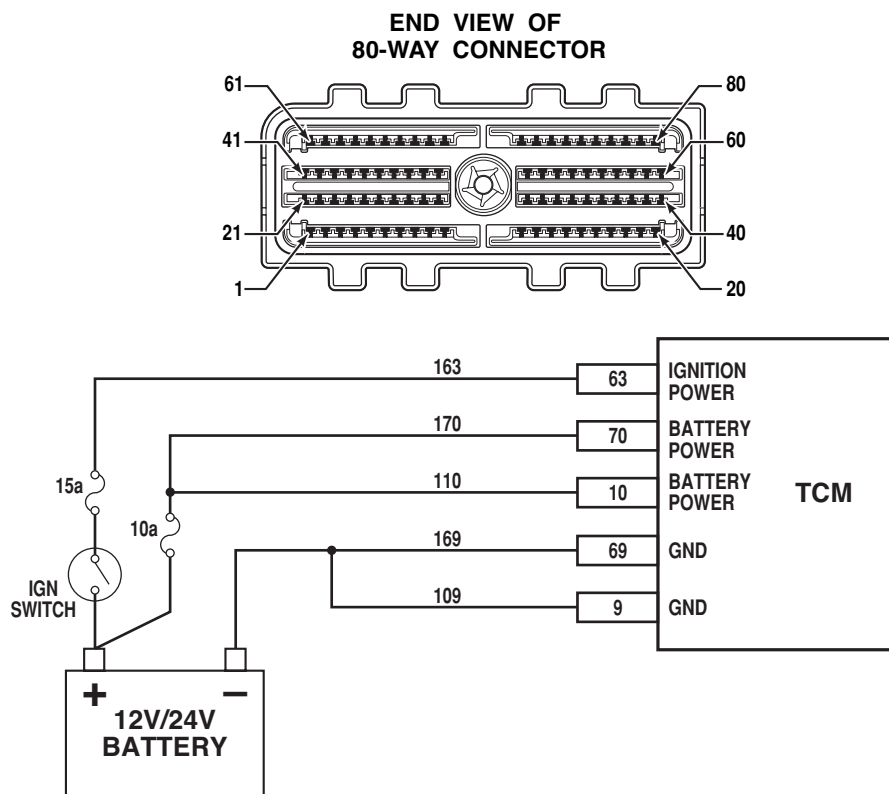 END VIEW OF
80-WAY CONNECTOR
61
80
41
60
21
40
1
20
163
63
IGNITION
POWER
170
70
BATTERY
POWER
110
10
BATTERY
POWER
TCM
15a
10a
169
69
GND
IGN
SWITCH
109
9
GND
+
−
12V/24V
BATTERY